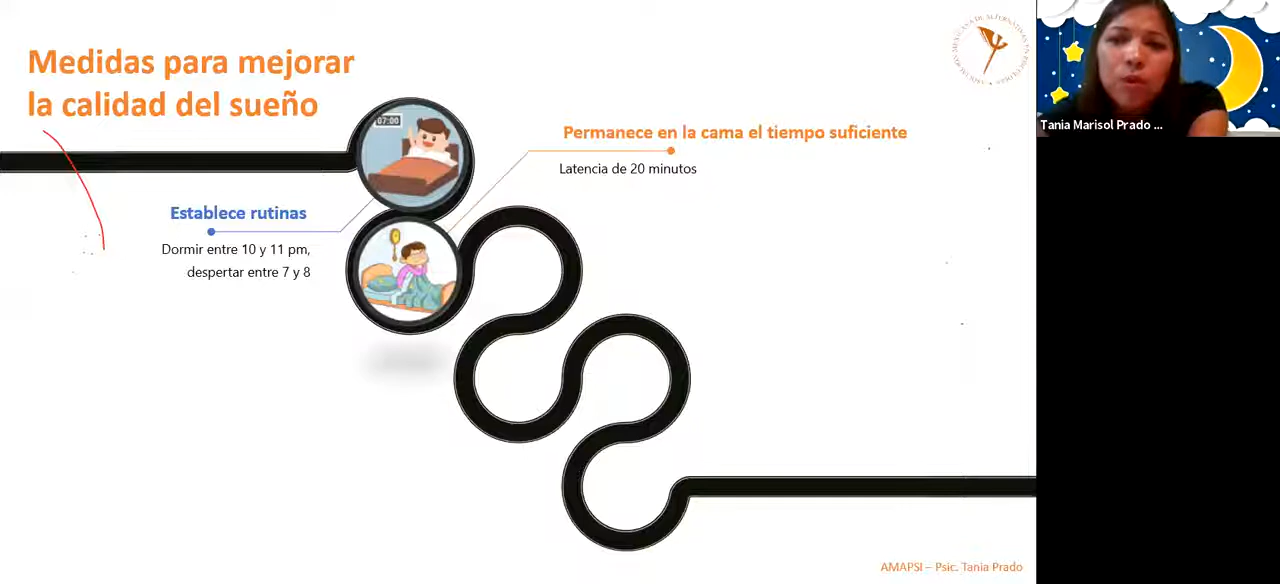 Medidas para mejorar
la calidad del sueño
07:00
Permanece en la cama el tiempo suficiente
Latencia de 20 minutos
Establece rutinas
Dormir entre 10 y 11 pm,
despertar entre 7 y 8
Tania Marisol Prado ...
AMAPSI – Psic. Tania Prado